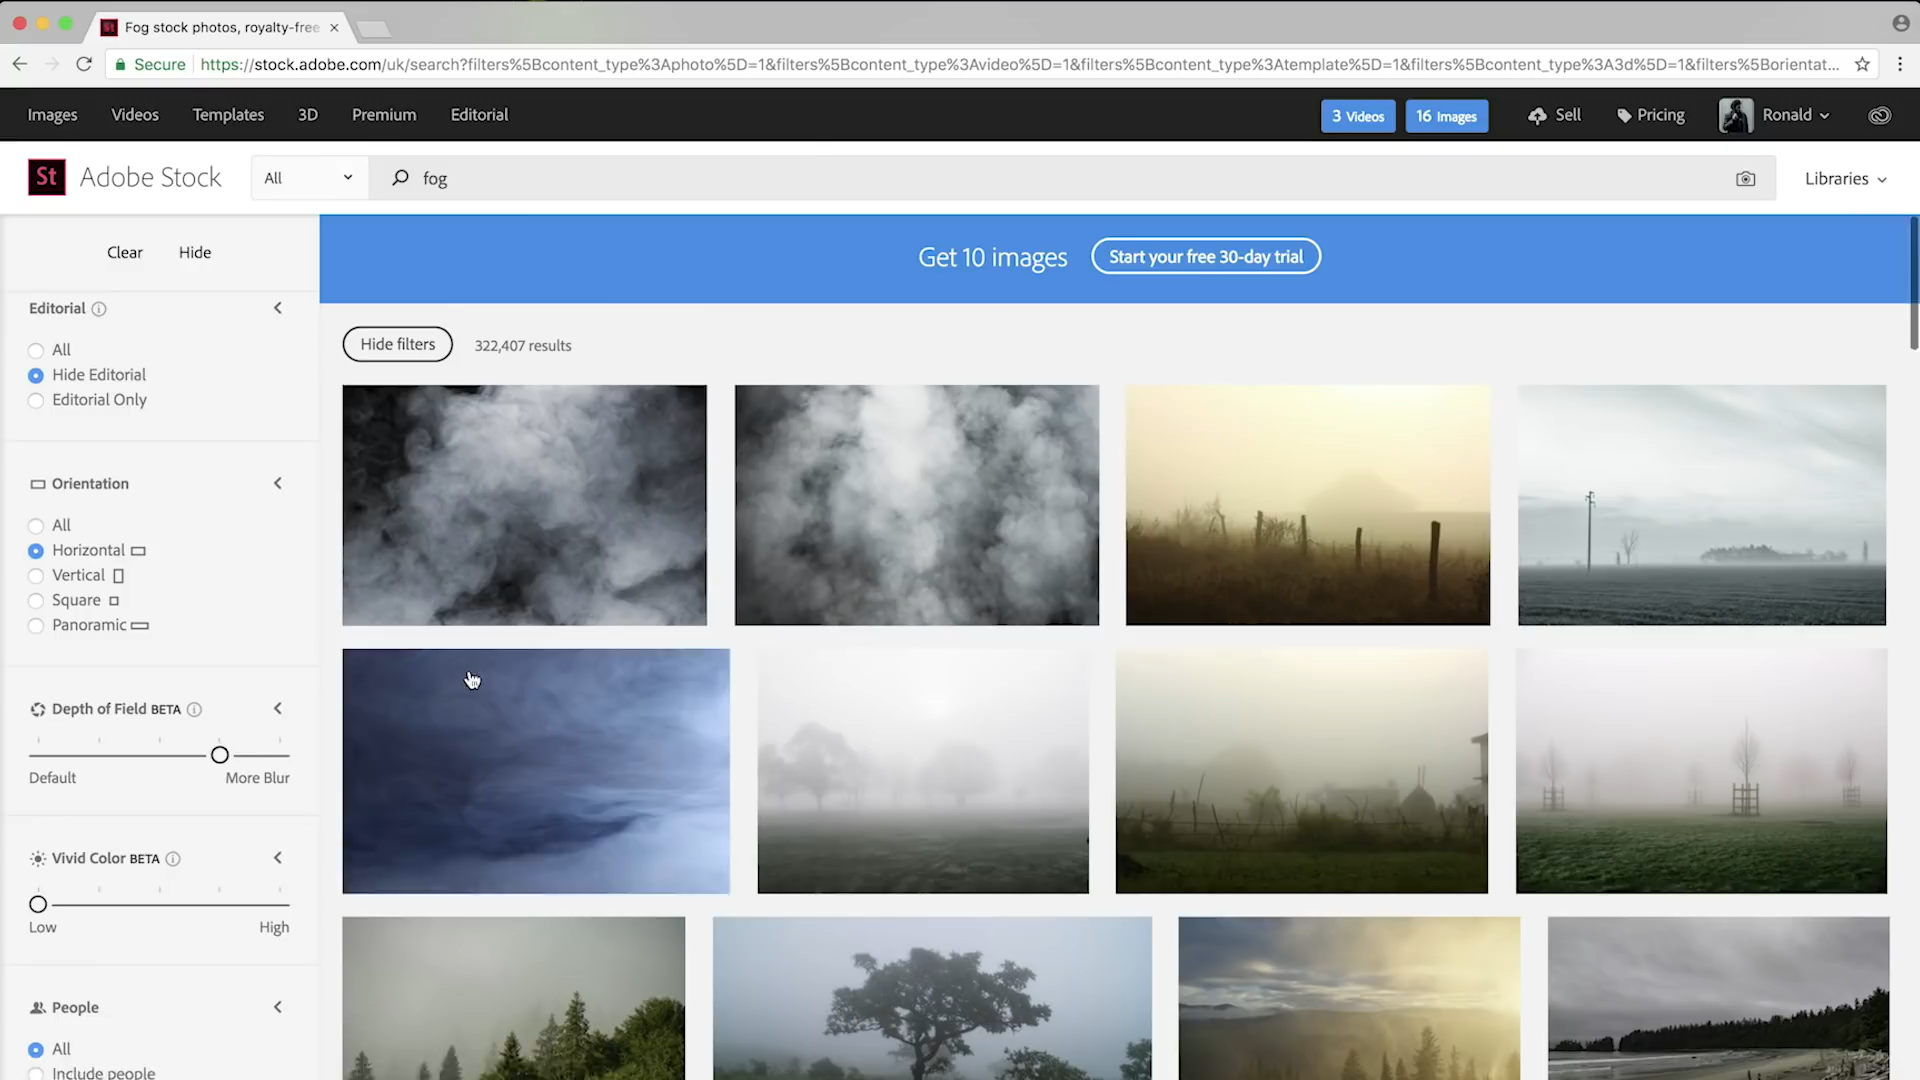 Fog stock photos, royalty-free
Secure https://stock.adobe.com/uk/search?filters%5Bcontent_type%3Aphoto%5D=1&filters%5Bcontent_type%3Avideo%5D=1&filters%5Bcontent_type%3Atemplate%5D=1&filters%5Bcontent_type%3A3d%5D=1&filters%5Borientat...
Images Videos Templates 3D Premium Editorial 3 Videos 16 Images Sell Pricing Ronald
St Adobe Stock All fog Libraries
Clear Hide
Get 10 images Start your free 30-day trial
Editorial
All
Hide Editorial
Editorial Only
Hide filters 322,407 results
Orientation
All
Horizontal
Vertical
Square
Panoramic
Depth of Field BETA
Default More Blur
Vivid Color BETA
Low High
People
All
Include people